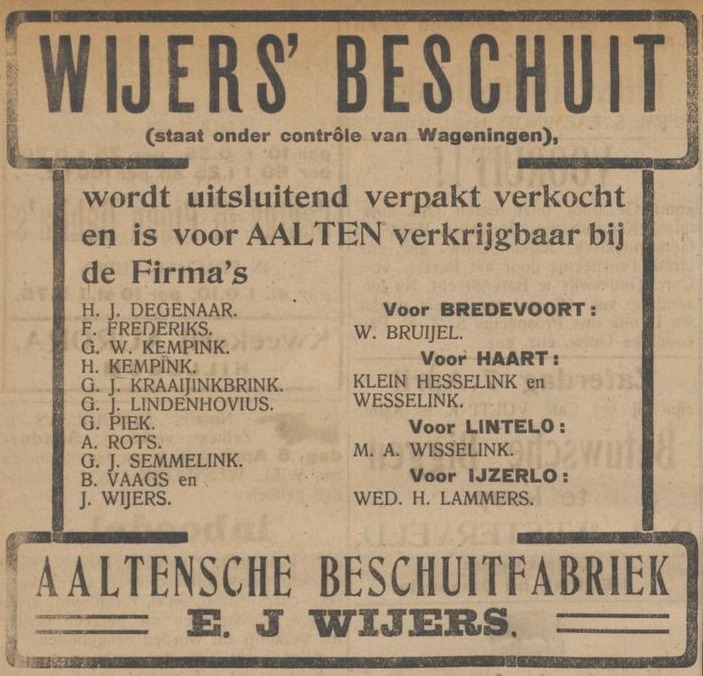 WIJERS' BESCHUIT
(staat onder contrôle van Wageningen),
wordt uitsluitend verpakt verkocht
en is voor AALTEN verkrijgbaar bij
de Firma's
H. J. DEGENAAR.
F. FREDERIKS.
G. W. KEMPINK.
H. KEMPINK.
G. J. KRAAIJINKBRINK.
G. J. LINDENHOVIUS.
G. PIEK.
A. ROTS.
G. J. SEMMELINK.
B. VAAGS en
J. WIJERS.
Voor BREDEVOORT:
W. BRUIJEL.
Voor HAART:
KLEIN HESSELINK en
WESSELINK.
Voor LINTELO:
M. A. WISSELINK.
Voor IJZERLO:
WED. H. LAMMERS.
AALTENSCHE BESCHUITFABRIEK
E. J WIJERS.